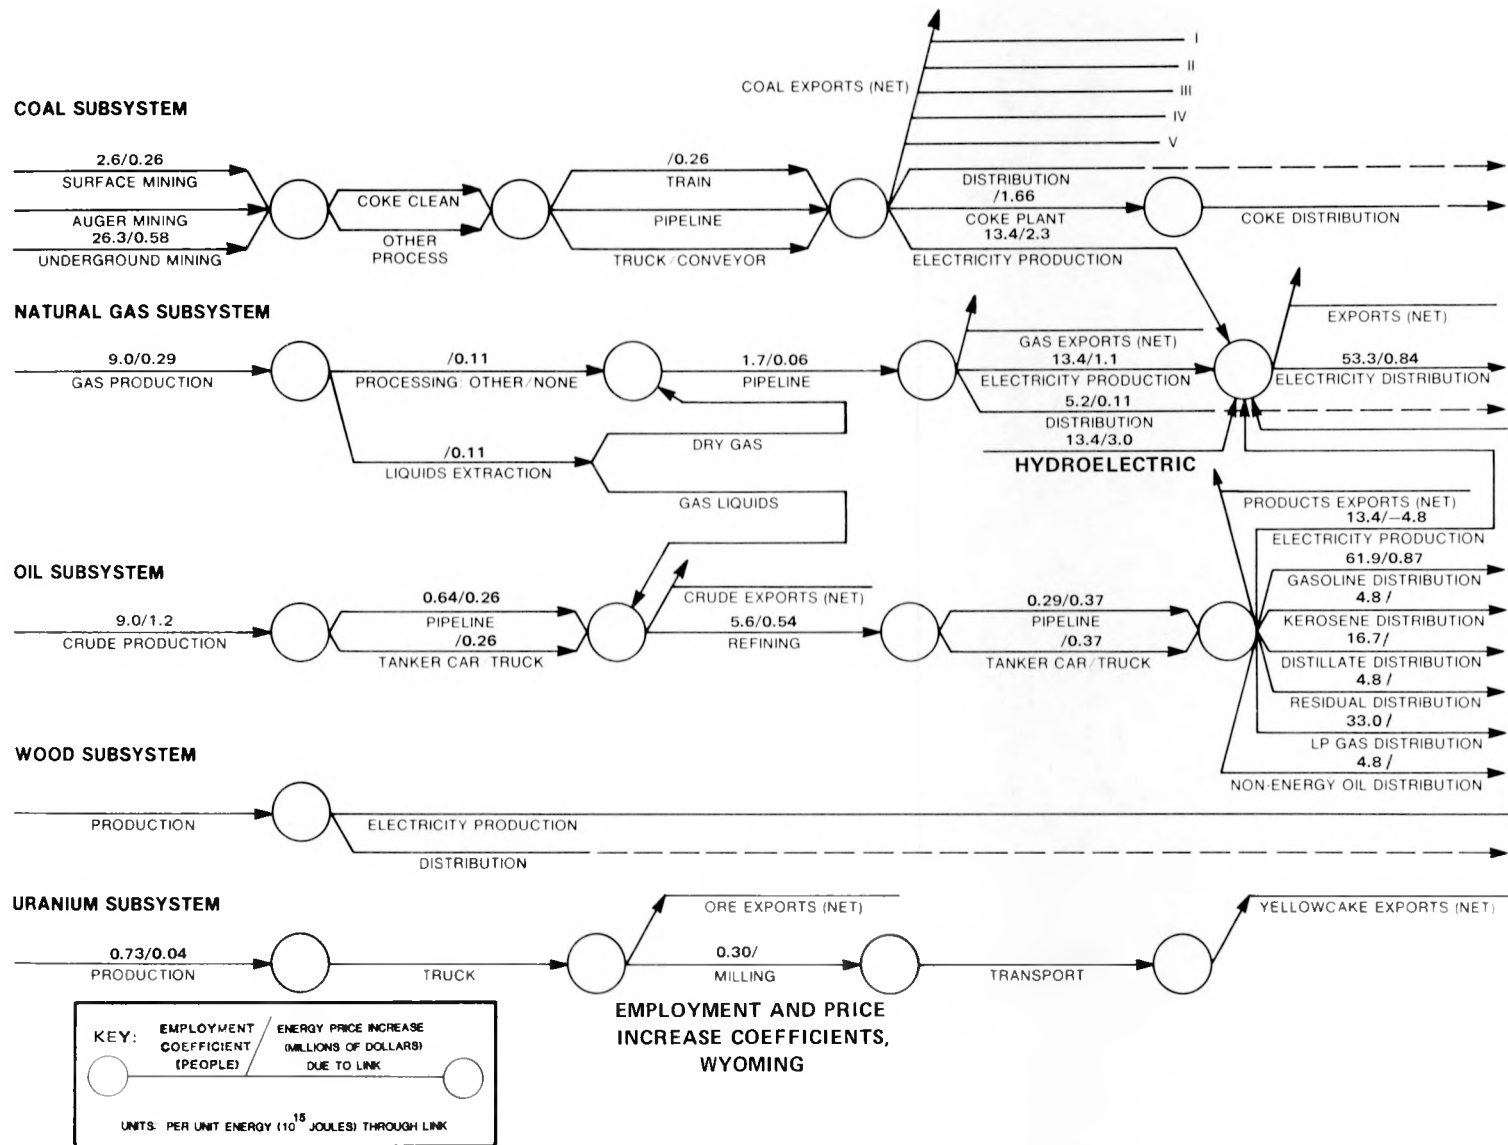 I
II
III
IV
V
COAL EXPORTS (NET)
COAL SUBSYSTEM
2.6/0.26
SURFACE MINING
AUGER MINING
26.3/0.58
UNDERGROUND MINING
COKE CLEAN
OTHER
PROCESS
/0.26
TRAIN
PIPELINE
TRUCK/CONVEYOR
DISTRIBUTION
/1.66
COKE PLANT
13.4/2.3
ELECTRICITY PRODUCTION
COKE DISTRIBUTION
NATURAL GAS SUBSYSTEM
9.0/0.29
GAS PRODUCTION
/0.11
PROCESSING: OTHER/NONE
1.7/0.06
PIPELINE
GAS EXPORTS (NET)
13.4/1.1
ELECTRICITY PRODUCTION
5.2/0.11
DISTRIBUTION
13.4/3.0
HYDROELECTRIC
EXPORTS (NET)
53.3/0.84
ELECTRICITY DISTRIBUTION
/0.11
LIQUIDS EXTRACTION
DRY GAS
GAS LIQUIDS
OIL SUBSYSTEM
9.0/1.2
CRUDE PRODUCTION
0.64/0.26
PIPELINE
/0.26
TANKER CAR/TRUCK
CRUDE EXPORTS (NET)
5.6/0.54
REFINING
0.29/0.37
PIPELINE
/0.37
TANKER CAR/TRUCK
PRODUCTS EXPORTS (NET)
13.4/–4.8
ELECTRICITY PRODUCTION
61.9/0.87
GASOLINE DISTRIBUTION
4.8 /
KEROSENE DISTRIBUTION
16.7/
DISTILLATE DISTRIBUTION
4.8 /
RESIDUAL DISTRIBUTION
33.0 /
LP GAS DISTRIBUTION
4.8 /
NON-ENERGY OIL DISTRIBUTION
WOOD SUBSYSTEM
PRODUCTION
ELECTRICITY PRODUCTION
DISTRIBUTION
URANIUM SUBSYSTEM
0.73/0.04
PRODUCTION
TRUCK
ORE EXPORTS (NET)
0.30/
MILLING
TRANSPORT
YELLOWCAKE EXPORTS (NET)
KEY:
EMPLOYMENT
COEFFICIENT
(PEOPLE)
/
ENERGY PRICE INCREASE
(MILLIONS OF DOLLARS)
DUE TO LINK
UNITS: PER UNIT ENERGY (10^15 JOULES) THROUGH LINK
EMPLOYMENT AND PRICE
INCREASE COEFFICIENTS,
WYOMING